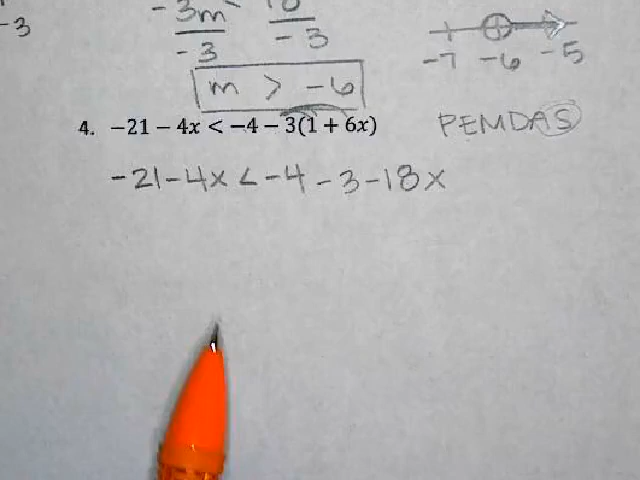 -3m 18
-3
-3 -3
-7 -6 -5
m > -6
4. −21 − 4x < −4 − 3(1 + 6x) PEMDAS
-21-4x < -4 -3 -18x